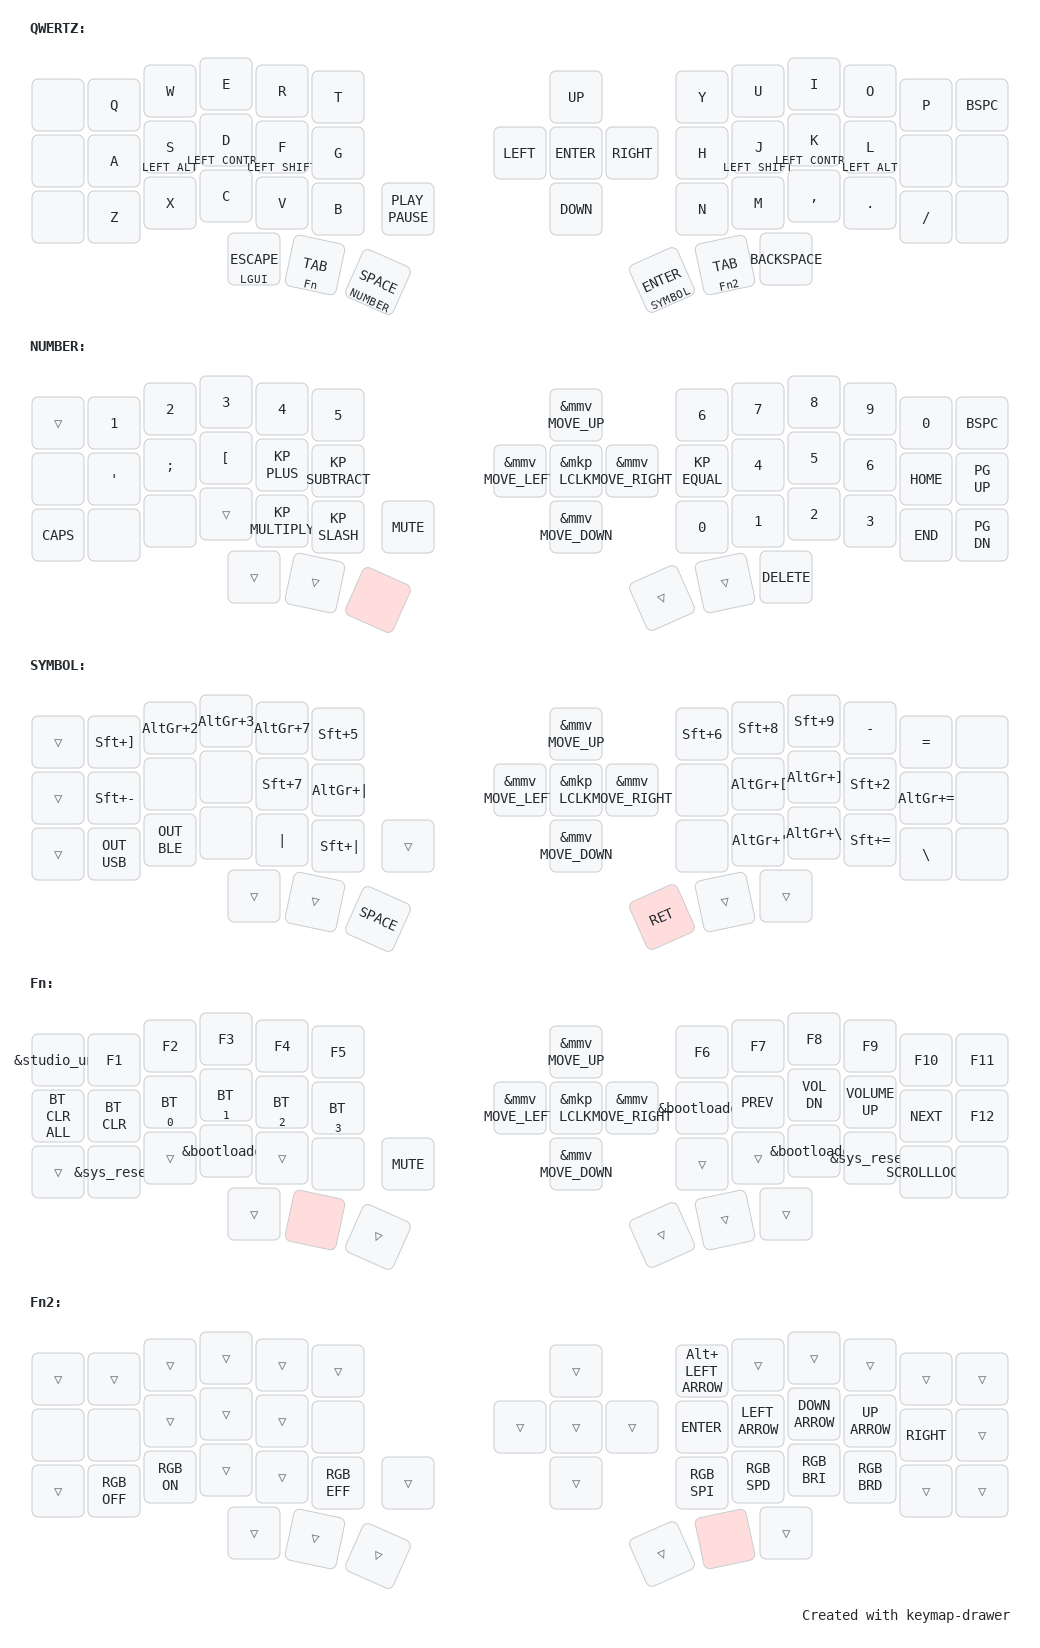 QWERTZ:
Q W E R T UP Y U I O P BSPC
A S D F G LEFT ENTER RIGHT H J K L
LEFT ALT LEFT CONTR LEFT SHIFT LEFT SHIFT LEFT CONTR LEFT ALT
Z X C V B PLAY PAUSE DOWN N M , . /
ESCAPE TAB SPACE ENTER TAB BACKSPACE
LGUI Fn NUMBER SYMBOL Fn2
NUMBER:
▽ 1 2 3 4 5 &mmv MOVE_UP 6 7 8 9 0 BSPC
' ; [ KP PLUS KP SUBTRACT &mmv MOVE_LEF &mkp LCLK &mmv MOVE_RIGHT KP EQUAL 4 5 6 HOME PG UP
CAPS ▽ KP MULTIPLY KP SLASH MUTE &mmv MOVE_DOWN 0 1 2 3 END PG DN
▽ ▽ ▽ ▽ DELETE
SYMBOL:
▽ Sft+] AltGr+2 AltGr+3 AltGr+7 Sft+5 &mmv MOVE_UP Sft+6 Sft+8 Sft+9 - =
▽ Sft+- Sft+7 AltGr+| &mmv MOVE_LEF &mkp LCLK &mmv MOVE_RIGHT AltGr+[ AltGr+] Sft+2 AltGr+=
▽ OUT USB OUT BLE | Sft+| ▽ &mmv MOVE_DOWN AltGr+' AltGr+\ Sft+= \
▽ ▽ SPACE RET ▽ ▽
Fn:
&studio_u F1 F2 F3 F4 F5 &mmv MOVE_UP F6 F7 F8 F9 F10 F11
BT CLR ALL BT CLR BT 0 BT 1 BT 2 BT 3 &mmv MOVE_LEF &mkp LCLK &mmv MOVE_RIGHT &bootload PREV VOL DN VOLUME UP NEXT F12
▽ &sys_rese ▽ &bootload ▽ MUTE &mmv MOVE_DOWN ▽ ▽ &bootload &sys_rese SCROLLLOC
▽ ▽ ▽ ▽ ▽
Fn2:
▽ ▽ ▽ ▽ ▽ ▽ ▽ Alt+ LEFT ARROW ▽ ▽ ▽ ▽ ▽
▽ ▽ ▽ ▽ ▽ ▽ ENTER LEFT ARROW DOWN ARROW UP ARROW RIGHT ▽
▽ RGB OFF RGB ON ▽ ▽ RGB EFF ▽ ▽ RGB SPI RGB SPD RGB BRI RGB BRD ▽ ▽
▽ ▽ ▽ ▽ ▽
Created with keymap-drawer